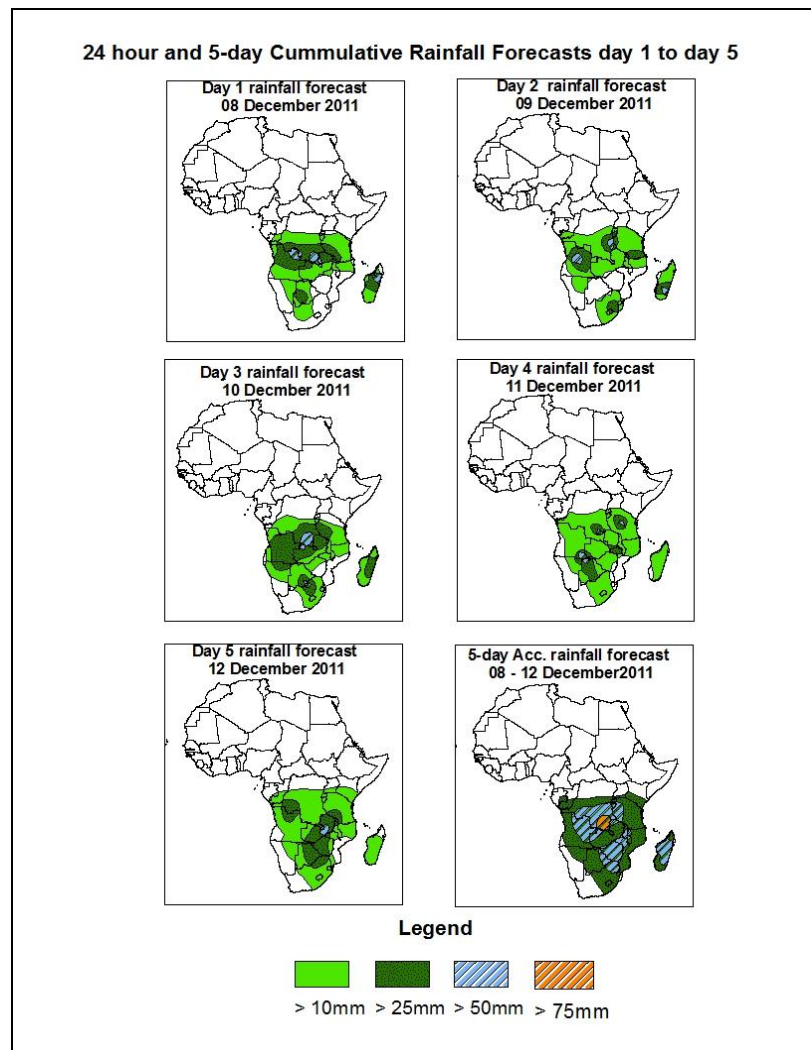 24 hour and 5-day Cummulative Rainfall Forecasts day 1 to day 5
Day 1 rainfall forecast
08 December 2011
Day 2 rainfall forecast
09 December 2011
Day 3 rainfall forecast
10 Decmber 2011
Day 4 rainfall forecast
11 December 2011
Day 5 rainfall forecast
12 December 2011
5-day Acc. rainfall forecast
08 - 12 December2011
Legend
> 10mm > 25mm > 50mm > 75mm